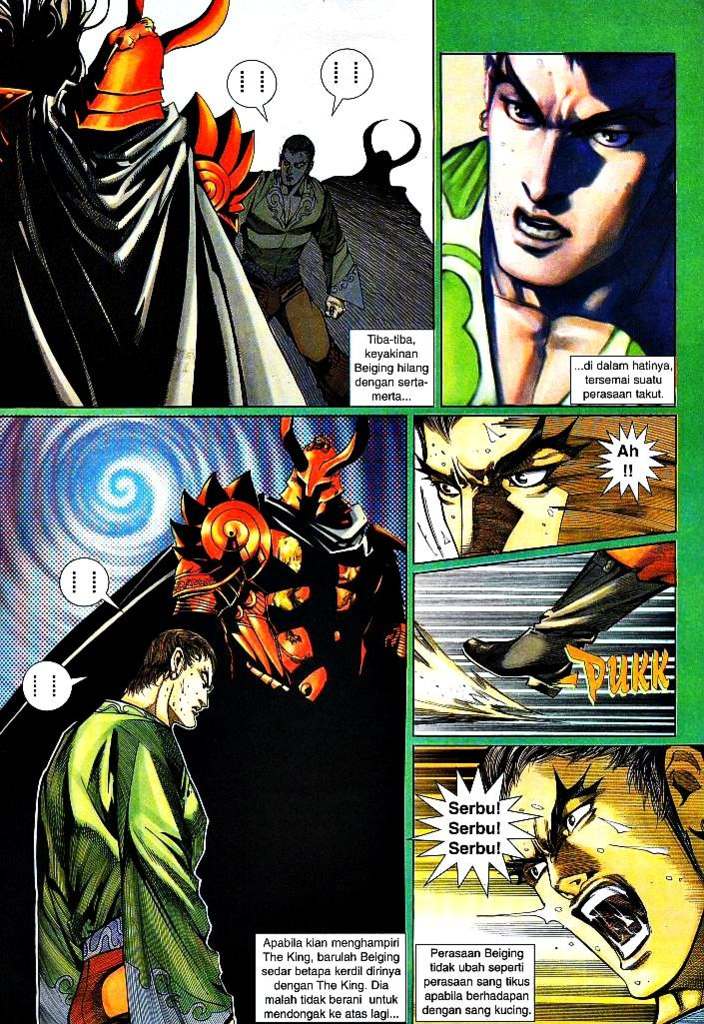 Tiba-tiba,
keyakinan
Beiging hilang
dengan serta-
merta...
...di dalam hatinya,
tersemai suatu
perasaan takut.
Apabila kian menghampiri
The King, barulah Beiging
sedar betapa kerdil dirinya
dengan The King. Dia
malah tidak berani untuk
mendongak ke atas lagi...
Ah
!!
PUKK
Serbu!
Serbu!
Serbu!
Perasaan Beiging
tidak ubah seperti
perasaan sang tikus
apabila berhadapan
dengan sang kucing.